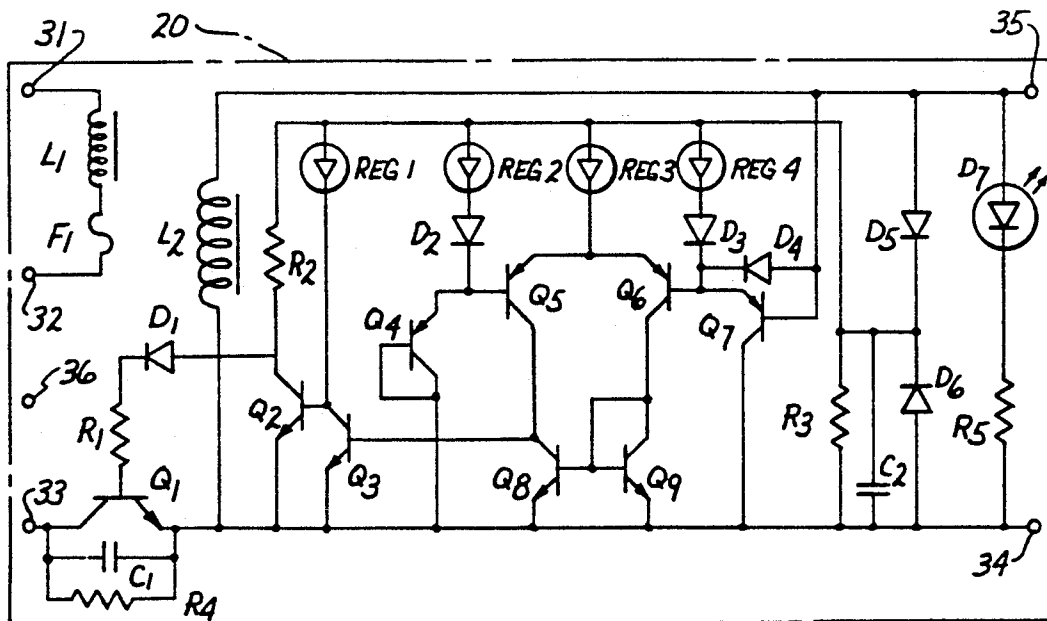 31
20
35
L1
F1
32
L2
R2
REG 1
REG 2
REG 3
REG 4
D2
D3
D4
D5
D7
D1
36
R1
33
Q1
Q2
Q3
Q4
Q5
Q6
Q7
Q8
Q9
R3
C2
D6
R5
34
C1
R4